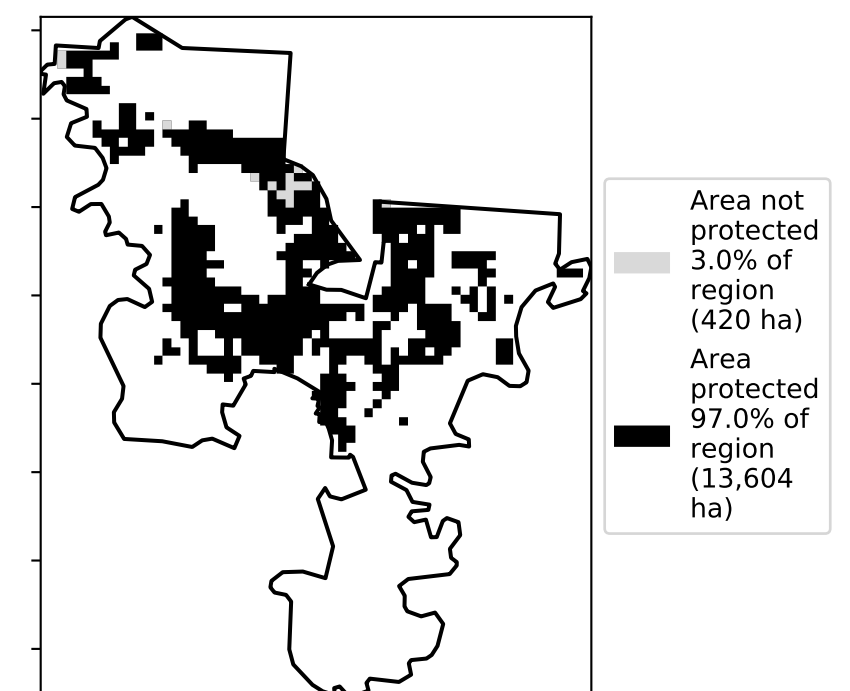 Area not
protected
3.0% of
region
(420 ha)
Area
protected
97.0% of
region
(13,604
ha)